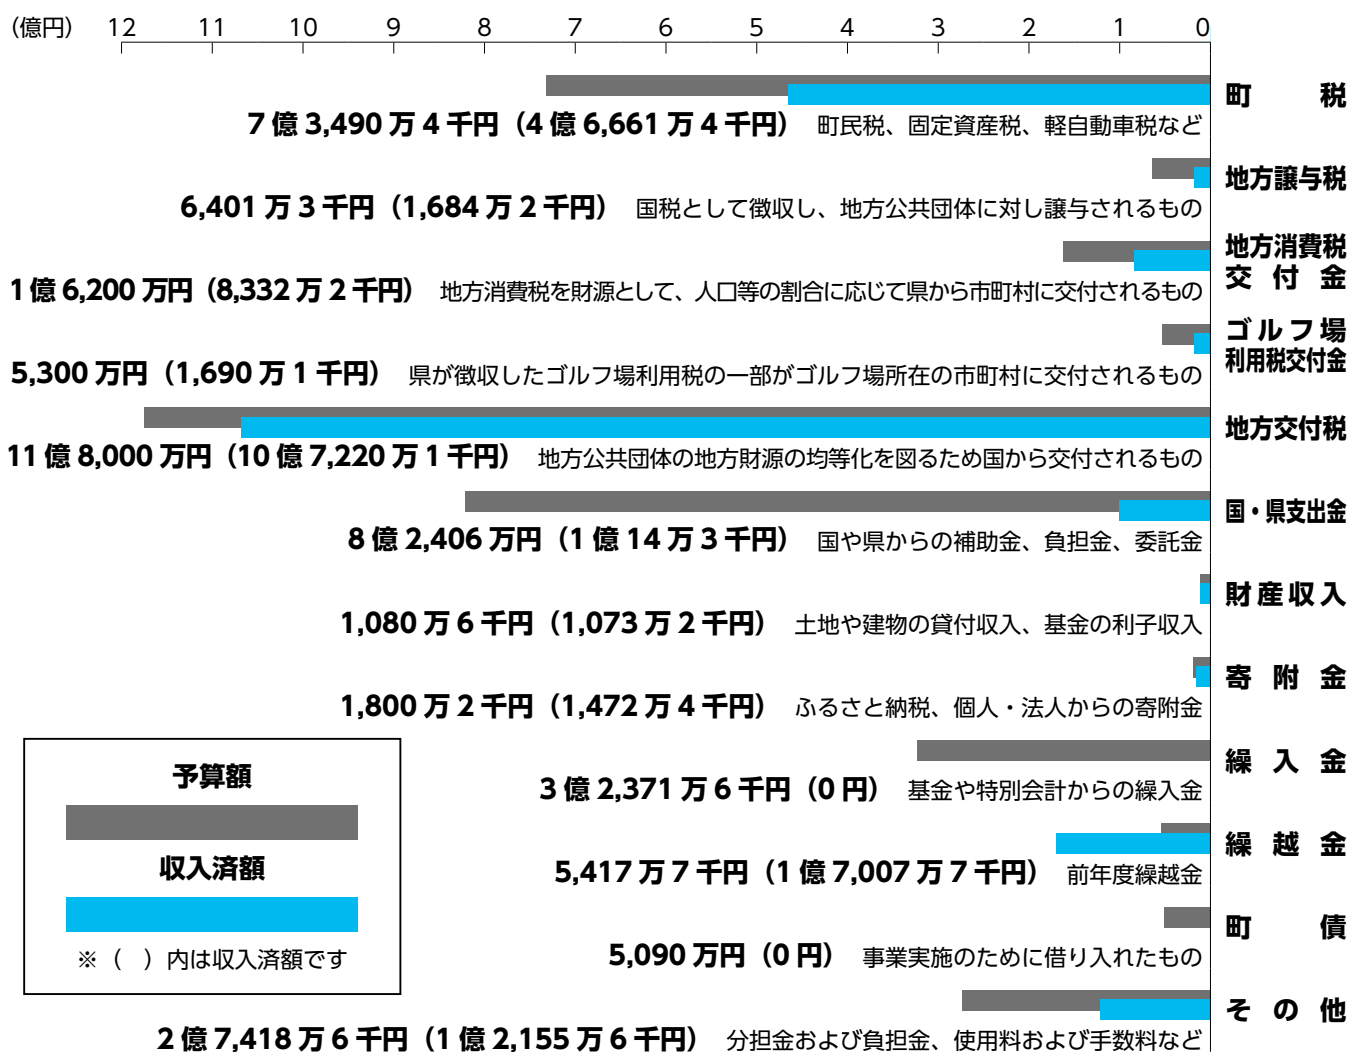 (億円) 12 11 10 9 8 7 6 5 4 3 2 1 0
町税
7億3,490万4千円（4億6,661万4千円） 町民税、固定資産税、軽自動車税など
地方譲与税
6,401万3千円（1,684万2千円） 国税として徴収し、地方公共団体に対し譲与されるもの
地方消費税
交付金
1億6,200万円（8,332万2千円） 地方消費税を財源として、人口等の割合に応じて県から市町村に交付されるもの
ゴルフ場
利用税交付金
5,300万円（1,690万1千円） 県が徴収したゴルフ場利用税の一部がゴルフ場所在の市町村に交付されるもの
地方交付税
11億8,000万円（10億7,220万1千円） 地方公共団体の地方財源の均等化を図るため国から交付されるもの
国・県支出金
8億2,406万円（1億14万3千円） 国や県からの補助金、負担金、委託金
財産収入
1,080万6千円（1,073万2千円） 土地や建物の貸付収入、基金の利子収入
寄附金
1,800万2千円（1,472万4千円） ふるさと納税、個人・法人からの寄附金
繰入金
3億2,371万6千円（0円） 基金や特別会計からの繰入金
繰越金
5,417万7千円（1億7,007万7千円） 前年度繰越金
町債
5,090万円（0円） 事業実施のために借り入れたもの
その他
2億7,418万6千円（1億2,155万6千円） 分担金および負担金、使用料および手数料など
予算額
収入済額
※（　）内は収入済額です